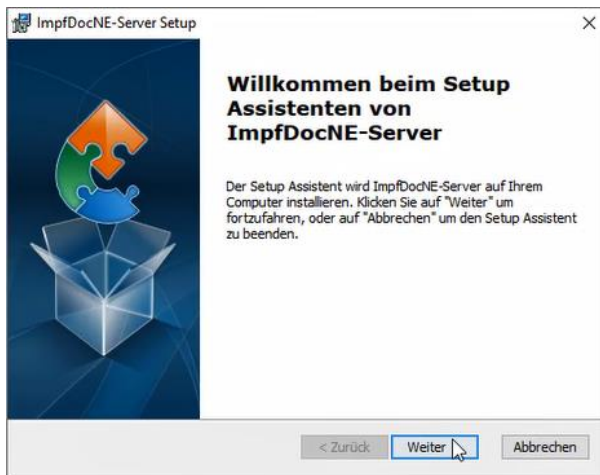 ImpfDocNE-Server Setup
Willkommen beim Setup
Assistenten von
ImpfDocNE-Server
Der Setup Assistent wird ImpfDocNE-Server auf Ihrem
Computer installieren. Klicken Sie auf "Weiter" um
fortzufahren, oder auf "Abbrechen" um den Setup Assistent
zu beenden.
< Zurück Weiter Abbrechen